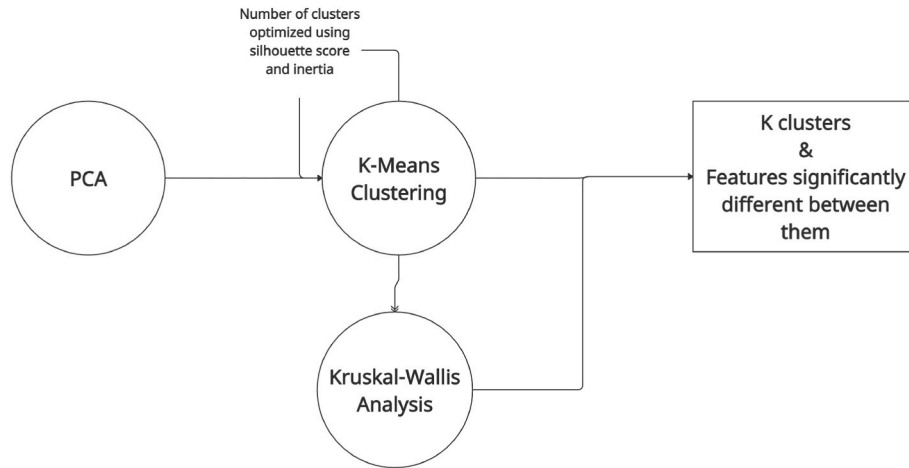 Number of clusters
optimized using
silhouette score
and inertia
PCA
K-Means
Clustering
K clusters
&
Features significantly
different between
them
Kruskal-Wallis
Analysis